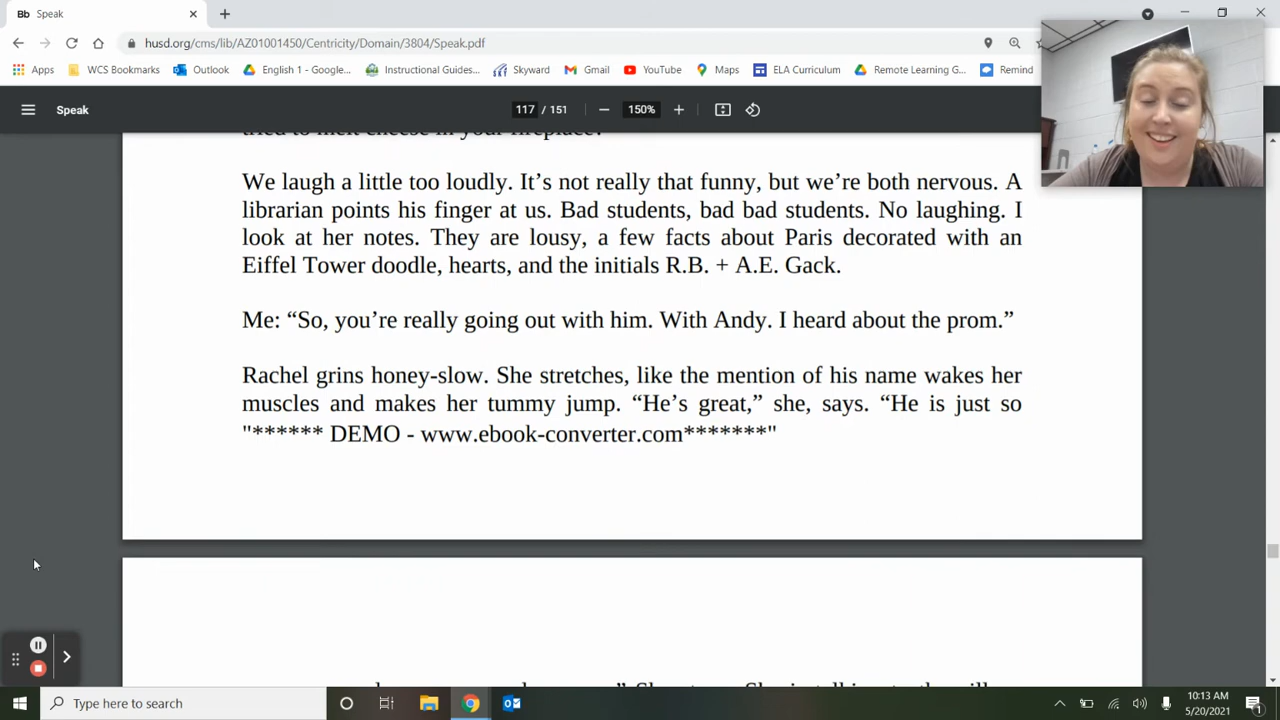 Bb Speak
husd.org/cms/lib/AZ01001450/Centricity/Domain/3804/Speak.pdf
Apps WCS Bookmarks Outlook English 1 - Google... Instructional Guides... Skyward Gmail YouTube Maps ELA Curriculum Remote Learning G... Remind
Speak 117 / 151 150%
We laugh a little too loudly. It’s not really that funny, but we’re both nervous. A
librarian points his finger at us. Bad students, bad bad students. No laughing. I
look at her notes. They are lousy, a few facts about Paris decorated with an
Eiffel Tower doodle, hearts, and the initials R.B. + A.E. Gack.
Me: “So, you’re really going out with him. With Andy. I heard about the prom.”
Rachel grins honey-slow. She stretches, like the mention of his name wakes her
muscles and makes her tummy jump. “He’s great,” she, says. “He is just so
"****** DEMO - www.ebook-converter.com*******"
Type here to search
10:13 AM
5/20/2021
1